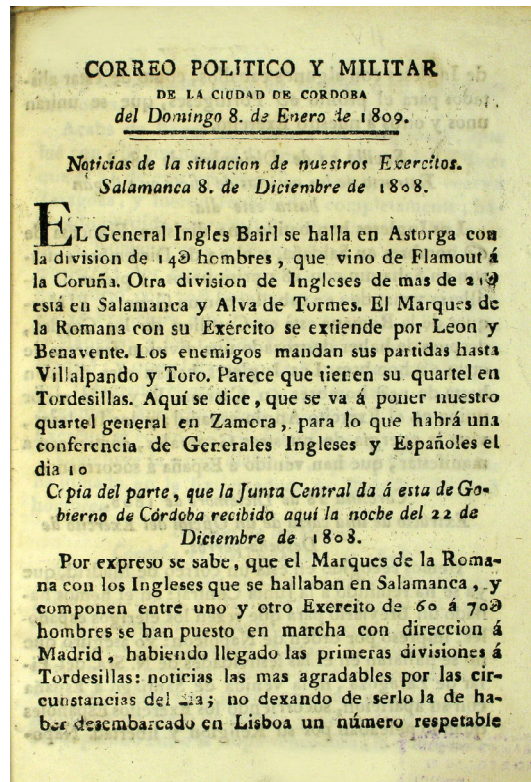 CORREO POLITICO Y MILITAR
DE LA CIUDAD DE CORDOBA
del Domingo 8. de Enero de 1809.
Noticias de la situacion de nuestros Exercitos.
Salamanca 8. de Diciembre de 1808.
EL General Ingles Bairl se halla en Astorga con
la division de 14@ hombres, que vino de Flamout á
la Coruña. Otra division de Ingleses de mas de 21@
está en Salamanca y Alva de Tormes. El Marques de
la Romana con su Exército se extiende por Leon y
Benavente. Los enemigos mandan sus partidas hasta
Villalpando y Toro. Parece que tienen su quartel en
Tordesillas. Aquí se dice, que se va á poner nuestro
quartel general en Zamora, para lo que habrá una
conferencia de Generales Ingleses y Españoles el
dia 10
Copia del parte, que la Junta Central da á esta de Go-
bierno de Córdoba recibido aquí la noche del 22 de
Diciembre de 1808.
Por expreso se sabe, que el Marques de la Roma-
na con los Ingleses que se hallaban en Salamanca, y
componen entre uno y otro Exercito de 60 á 70@
hombres se han puesto en marcha con direccion á
Madrid, habiendo llegado las primeras divisiones á
Tordesillas: noticias las mas agradables por las cir-
cunstancias del dia; no dexando de serlo la de ha-
ber desembarcado en Lisboa un número respetable